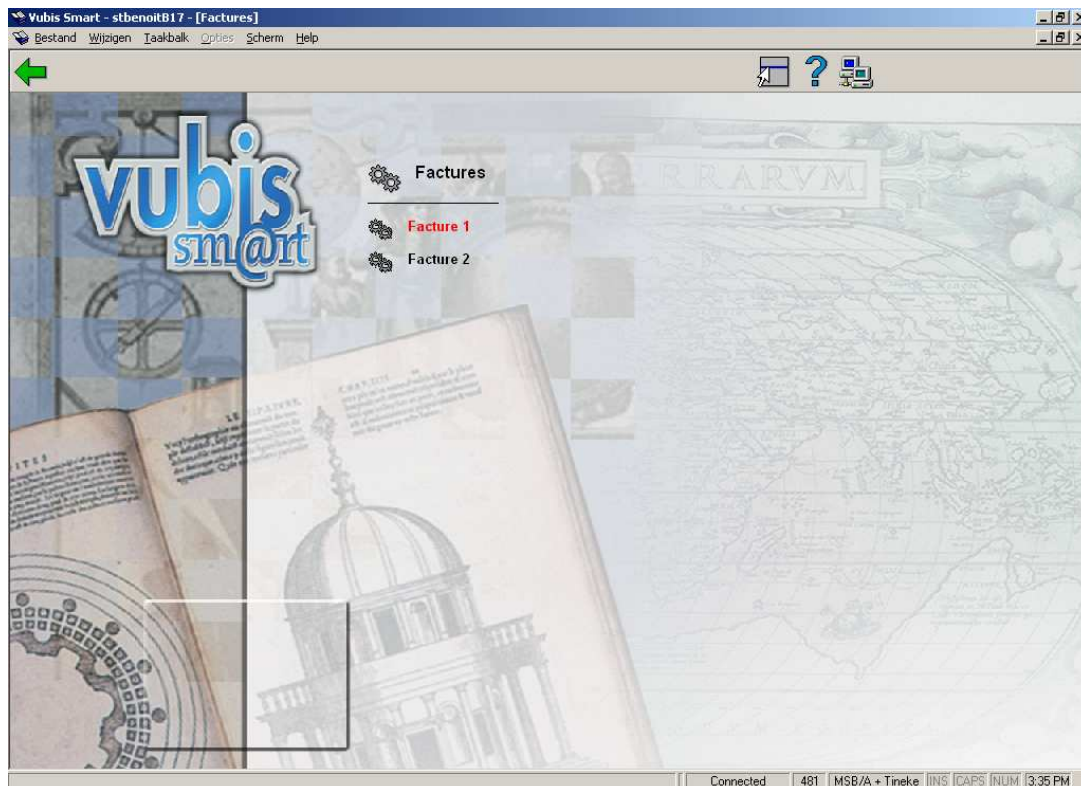 Vubis Smart - stbenoitB17 - [Factures]
Bestand Wijzigen Taakbalk Opties Scherm Help
vubis
sm@rt
Factures
Facture 1
Facture 2
RRARVM
Connected 481 MSB/A + Tineke INS CAPS NUM 3:35 PM